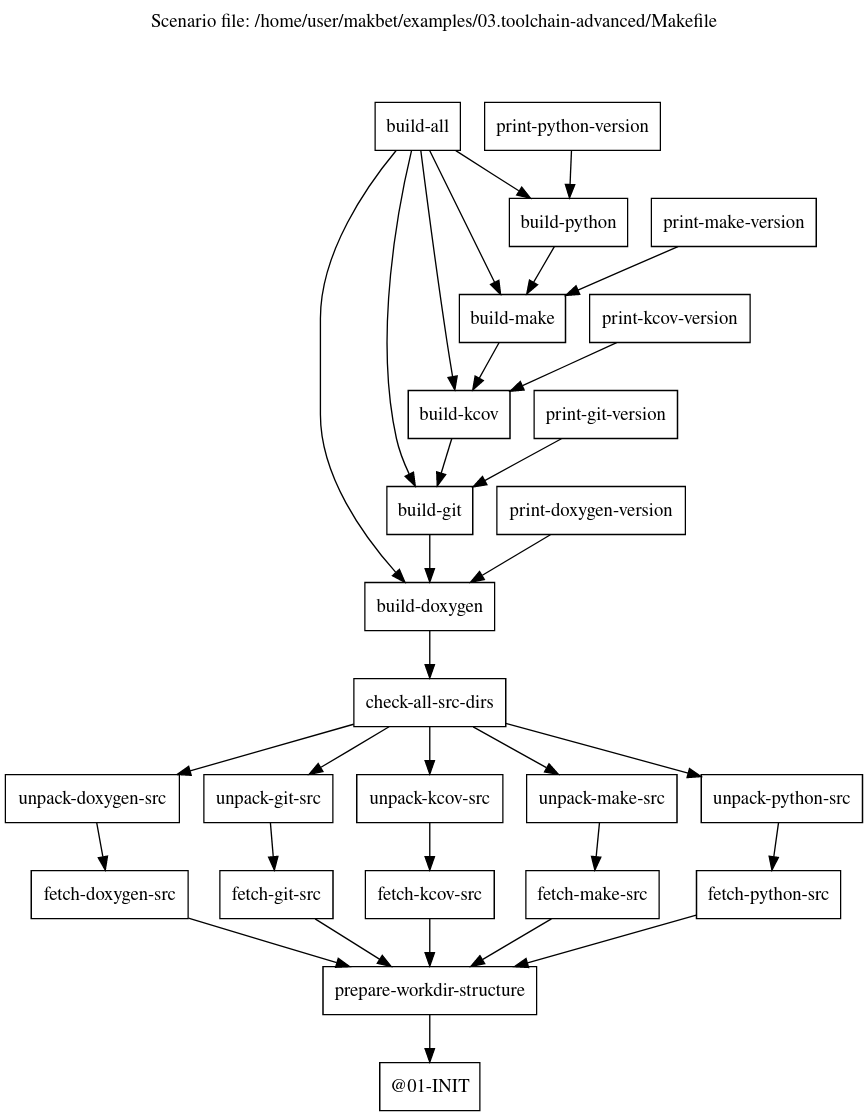 Scenario file: /home/user/makbet/examples/03.toolchain-advanced/Makefile
build-all
print-python-version
build-python
print-make-version
build-make
print-kcov-version
build-kcov
print-git-version
build-git
print-doxygen-version
build-doxygen
check-all-src-dirs
unpack-doxygen-src
unpack-git-src
unpack-kcov-src
unpack-make-src
unpack-python-src
fetch-doxygen-src
fetch-git-src
fetch-kcov-src
fetch-make-src
fetch-python-src
prepare-workdir-structure
@01-INIT